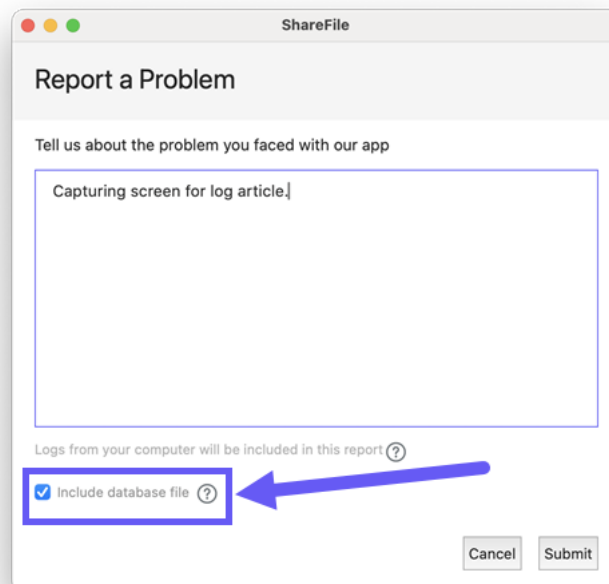 ShareFile
Report a Problem
Tell us about the problem you faced with our app
Capturing screen for log article.
Logs from your computer will be included in this report ?
Include database file ?
Cancel Submit